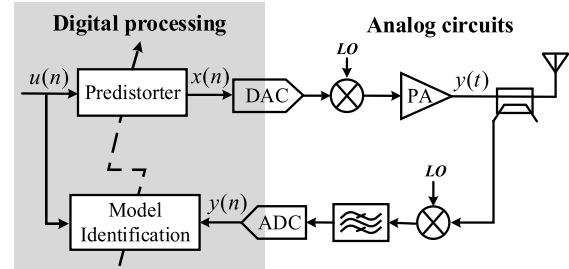 Digital processing
Analog circuits
u(n)
Predistorter
x(n)
DAC
LO
PA
y(t)
LO
Model
Identification
y(n)
ADC